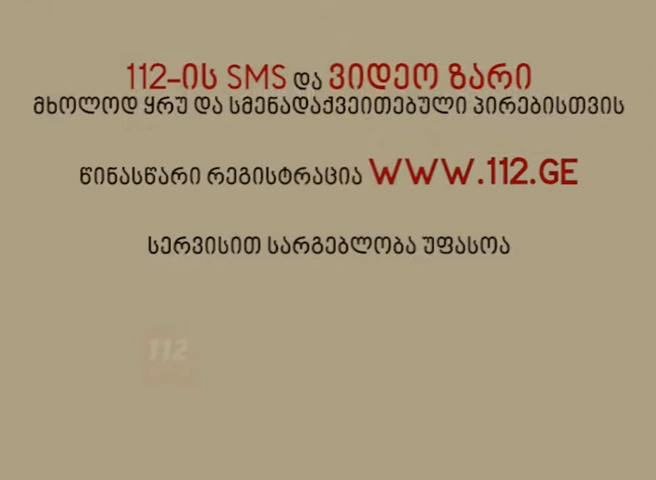 112-ის SMS და ვიდეო ზარი
მხოლოდ ყრუ და სმენადაქვეითებული პირებისთვის
წინასწარი რეგისტრაცია WWW.112.GE
სერვისით სარგებლობა უფასოა
112